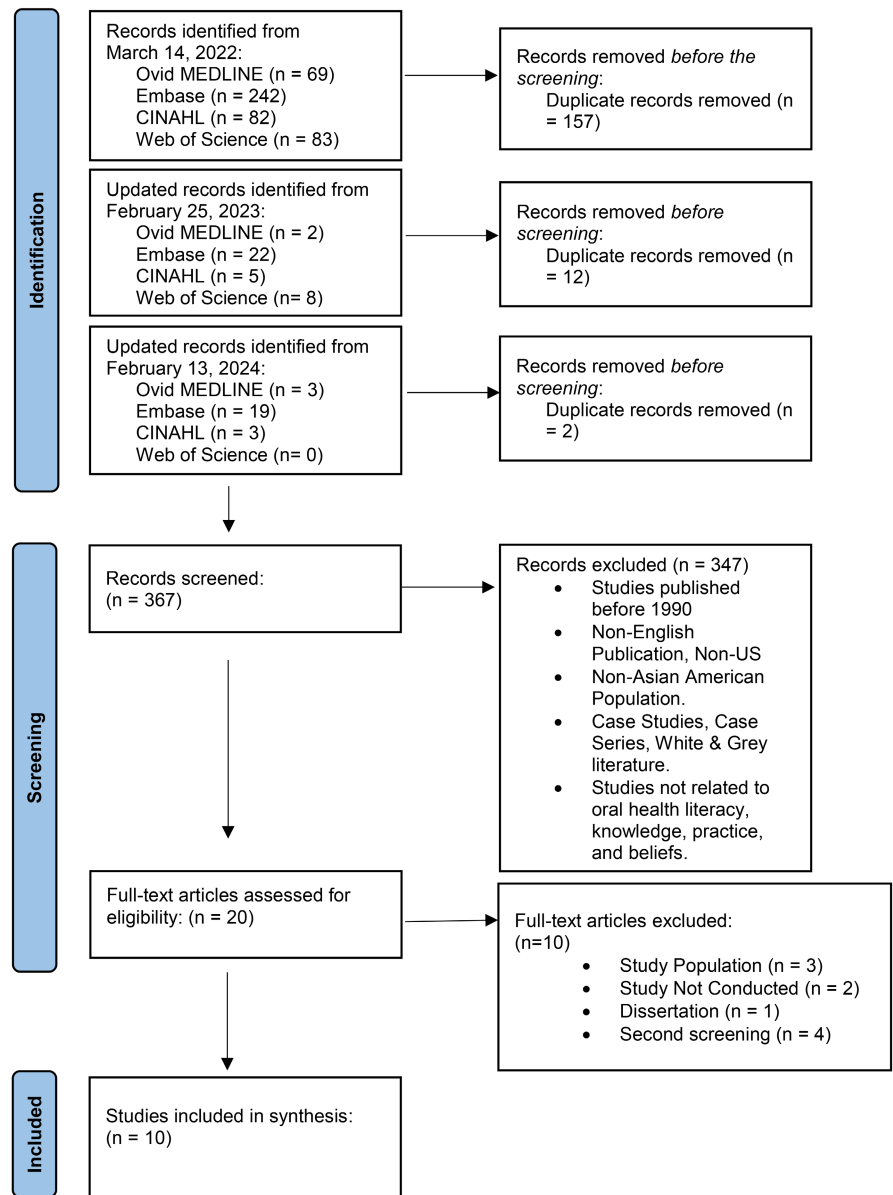 Identification
Records identified from
March 14, 2022:
Ovid MEDLINE (n = 69)
Embase (n = 242)
CINAHL (n = 82)
Web of Science (n = 83)
Records removed before the
screening:
Duplicate records removed (n
= 157)
Updated records identified from
February 25, 2023:
Ovid MEDLINE (n = 2)
Embase (n = 22)
CINAHL (n = 5)
Web of Science (n= 8)
Records removed before
screening:
Duplicate records removed (n
= 12)
Updated records identified from
February 13, 2024:
Ovid MEDLINE (n = 3)
Embase (n = 19)
CINAHL (n = 3)
Web of Science (n= 0)
Records removed before
screening:
Duplicate records removed (n
= 2)
Screening
Records screened:
(n = 367)
Records excluded (n = 347)
• Studies published
before 1990
• Non-English
Publication, Non-US
• Non-Asian American
Population.
• Case Studies, Case
Series, White & Grey
literature.
• Studies not related to
oral health literacy,
knowledge, practice,
and beliefs.
Full-text articles assessed for
eligibility: (n = 20)
Full-text articles excluded:
(n=10)
• Study Population (n = 3)
• Study Not Conducted (n = 2)
• Dissertation (n = 1)
• Second screening (n = 4)
Included
Studies included in synthesis:
(n = 10)